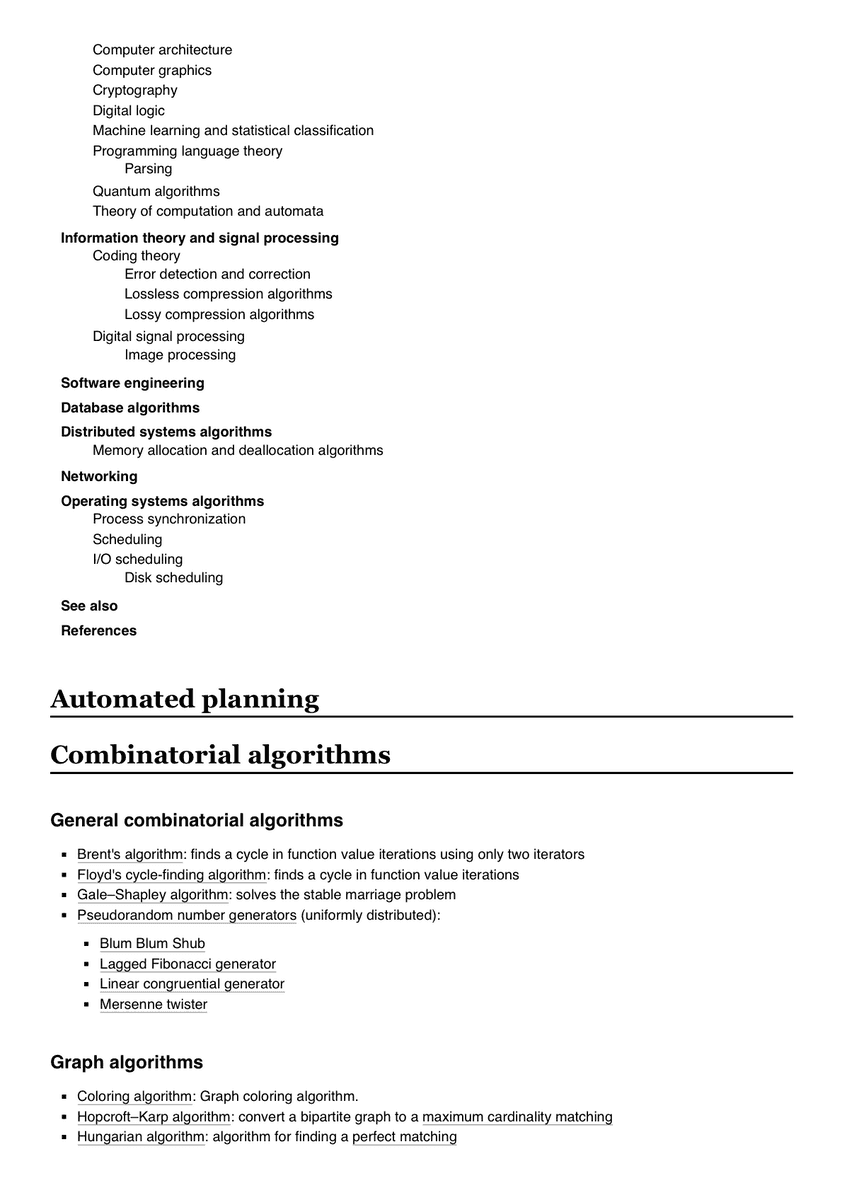 Computer architecture
Computer graphics
Cryptography
Digital logic
Machine learning and statistical classification
Programming language theory
Parsing
Quantum algorithms
Theory of computation and automata
Information theory and signal processing
Coding theory
Error detection and correction
Lossless compression algorithms
Lossy compression algorithms
Digital signal processing
Image processing
Software engineering
Database algorithms
Distributed systems algorithms
Memory allocation and deallocation algorithms
Networking
Operating systems algorithms
Process synchronization
Scheduling
I/O scheduling
Disk scheduling
See also
References
Automated planning
Combinatorial algorithms
General combinatorial algorithms
▪ Brent's algorithm: finds a cycle in function value iterations using only two iterators
▪ Floyd's cycle-finding algorithm: finds a cycle in function value iterations
▪ Gale–Shapley algorithm: solves the stable marriage problem
▪ Pseudorandom number generators (uniformly distributed):
▪ Blum Blum Shub
▪ Lagged Fibonacci generator
▪ Linear congruential generator
▪ Mersenne twister
Graph algorithms
▪ Coloring algorithm: Graph coloring algorithm.
▪ Hopcroft–Karp algorithm: convert a bipartite graph to a maximum cardinality matching
▪ Hungarian algorithm: algorithm for finding a perfect matching